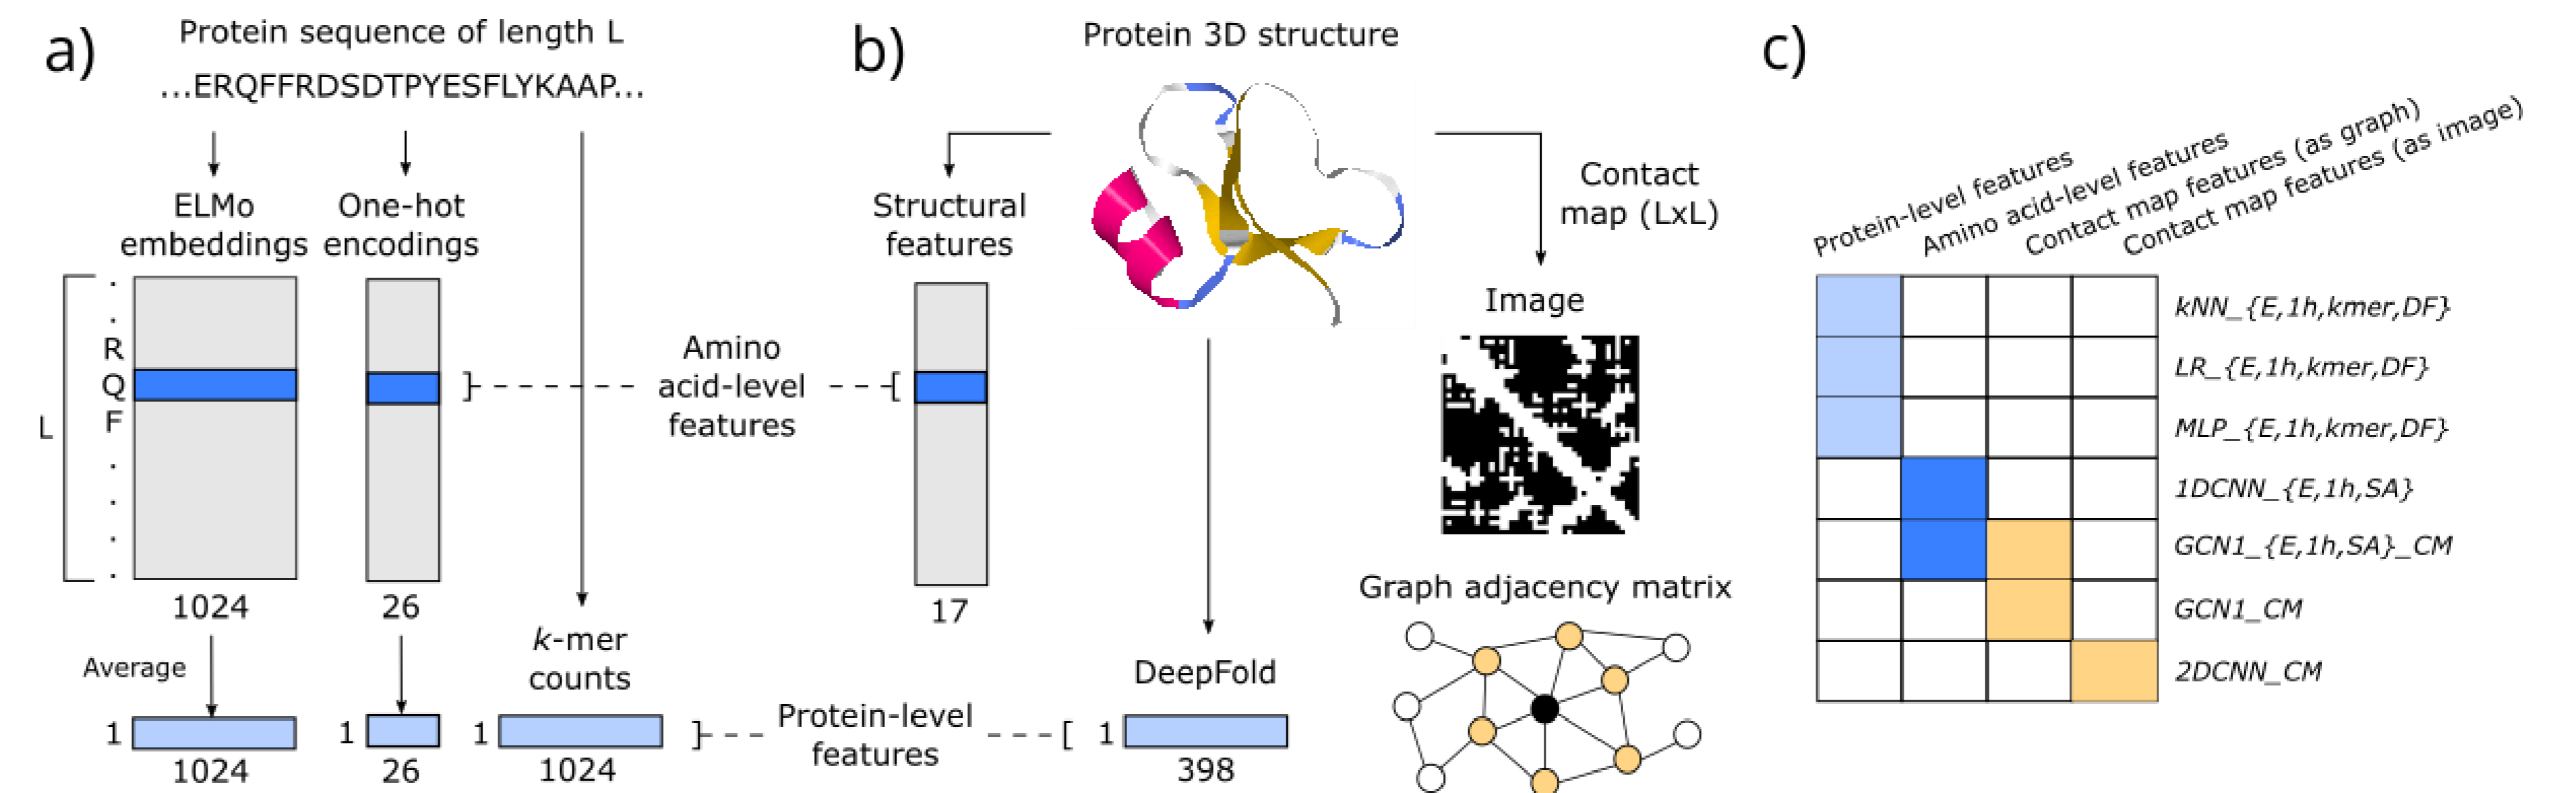 a)
Protein sequence of length L
...ERQFFRDSDTPYESFLYKAAP...
ELMo
embeddings
One-hot
encodings
L
.
.
R
Q
F
.
.
.
.
1024
26
Average
k-mer
counts
1
1024
1
26
1
1024
Amino
acid-level
features
Protein-level
features
b)
Protein 3D structure
Structural
features
17
DeepFold
1
398
Contact
map (LxL)
Image
Graph adjacency matrix
c)
Protein-level features
Amino acid-level features
Contact map features (as graph)
Contact map features (as image)
kNN_{E,1h,kmer,DF}
LR_{E,1h,kmer,DF}
MLP_{E,1h,kmer,DF}
1DCNN_{E,1h,SA}
GCN1_{E,1h,SA}_CM
GCN1_CM
2DCNN_CM